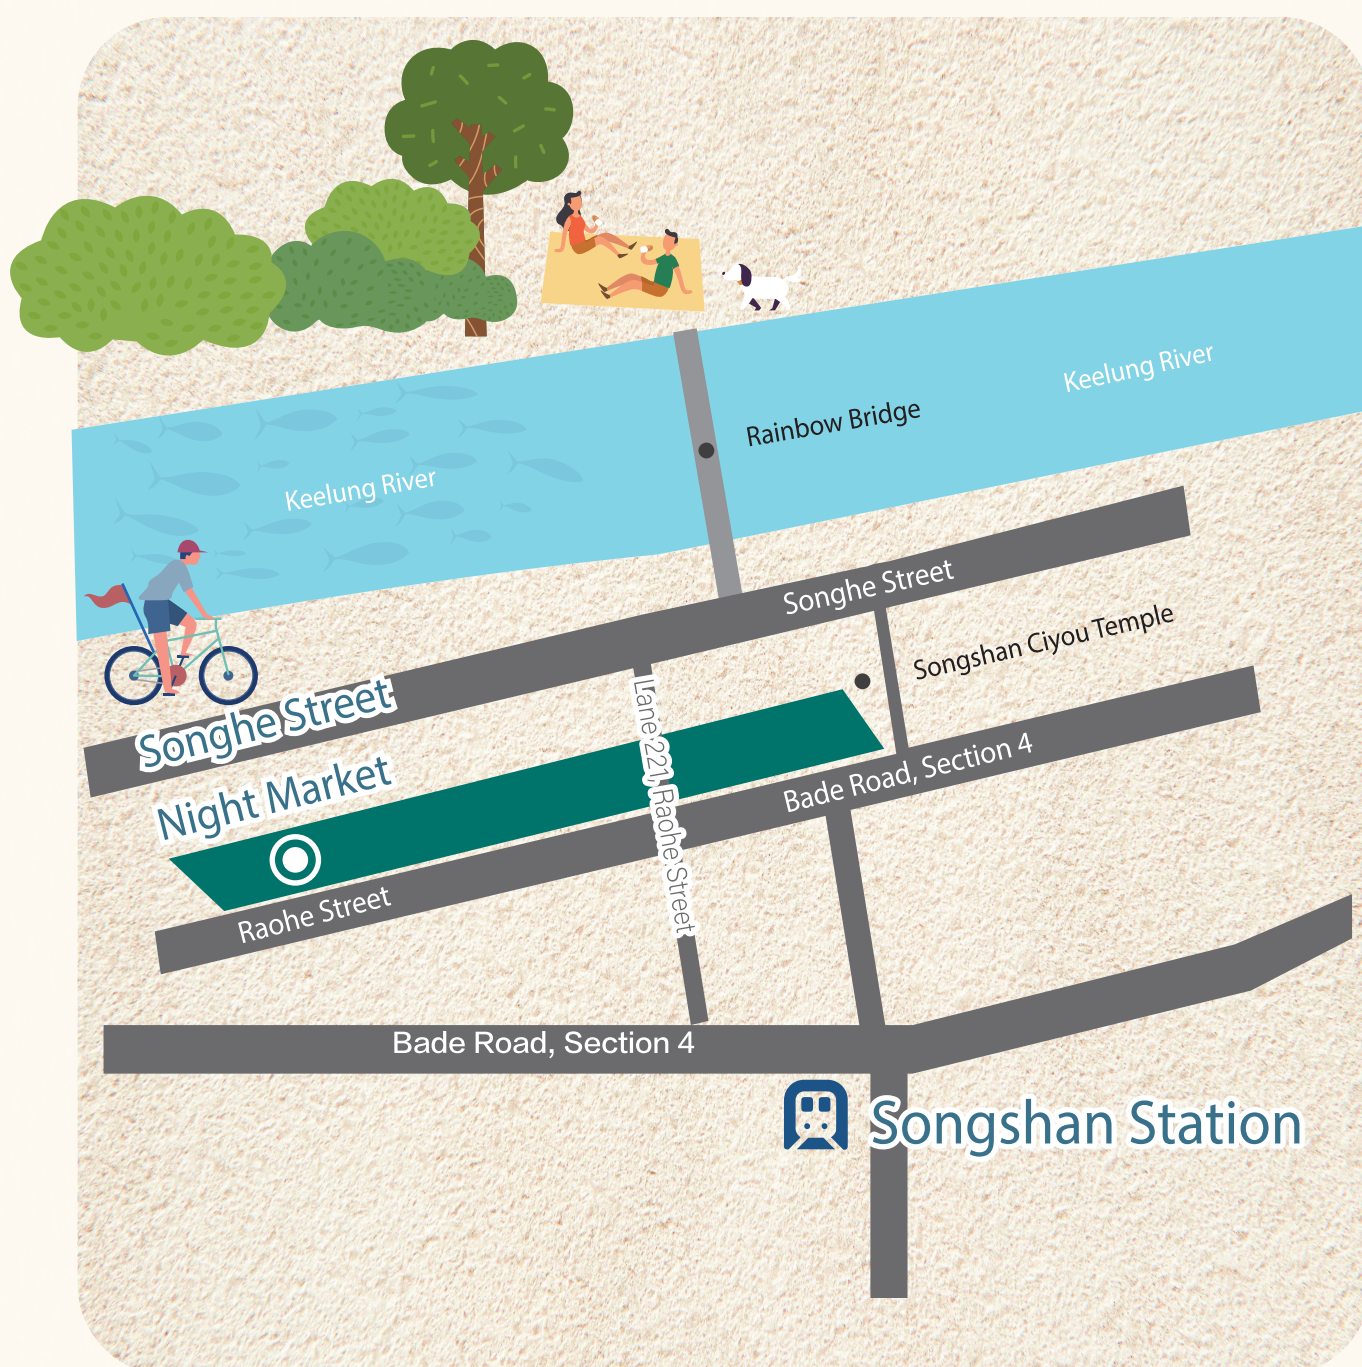 Keelung River
Rainbow Bridge
Keelung River
Songhe Street
Songshan Ciyou Temple
Songhe Street
Night Market
Lane 221, Raohe Street
Bade Road, Section 4
Raohe Street
Bade Road, Section 4
Songshan Station